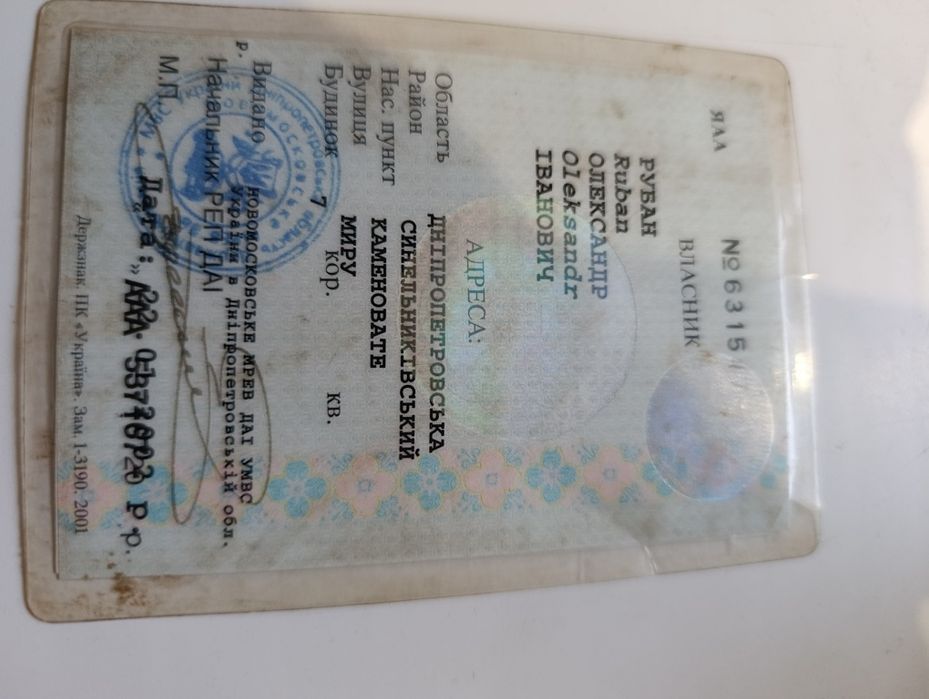 ЯАА № 6315
ВЛАСНИК
РУБАН
Ruban
ОЛЕКСАНДР
Oleksandr
ІВАНОВИЧ
АДРЕСА:
Область ДНІПРОПЕТРОВСЬКА
Район СИНЕЛЬНИКІВСЬКИЙ
Нас. пункт КАМЕНОВАТЕ
Вулиця МИРУ
Будинок 7 кор. кв.
Видано НОВОМОСКОВСЬКЕ МРЕВ ДАІ УМВС
р. України в Дніпропетровській обл.
Начальник РЕП ДАІ
М.П. Дата:
ААА
р.
Держзнак. ПК «Україна». Зам. 1-3190. 2001